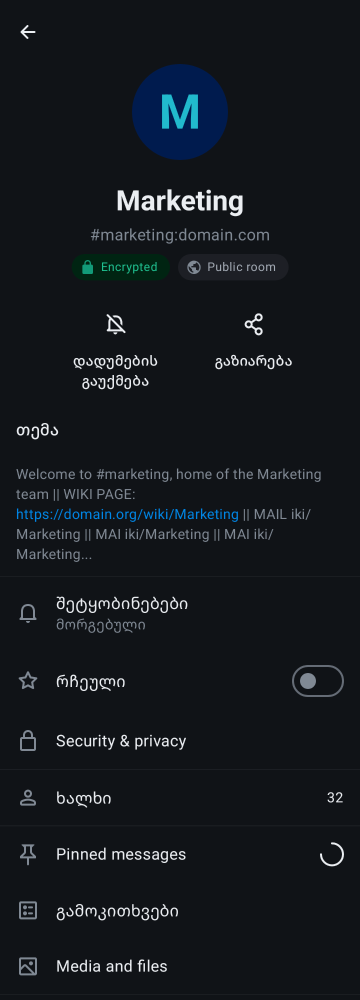 M
Marketing
#marketing:domain.com
Encrypted
Public room
დადუმების
გაუქმება
გაზიარება
თემა
Welcome to #marketing, home of the Marketing
team || WIKI PAGE:
https://domain.org/wiki/Marketing || MAIL iki/
Marketing || MAI iki/Marketing || MAI iki/
Marketing...
შეტყობინებები
მორგებული
რჩეული
Security & privacy
ხალხი
32
Pinned messages
გამოკითხვები
Media and files